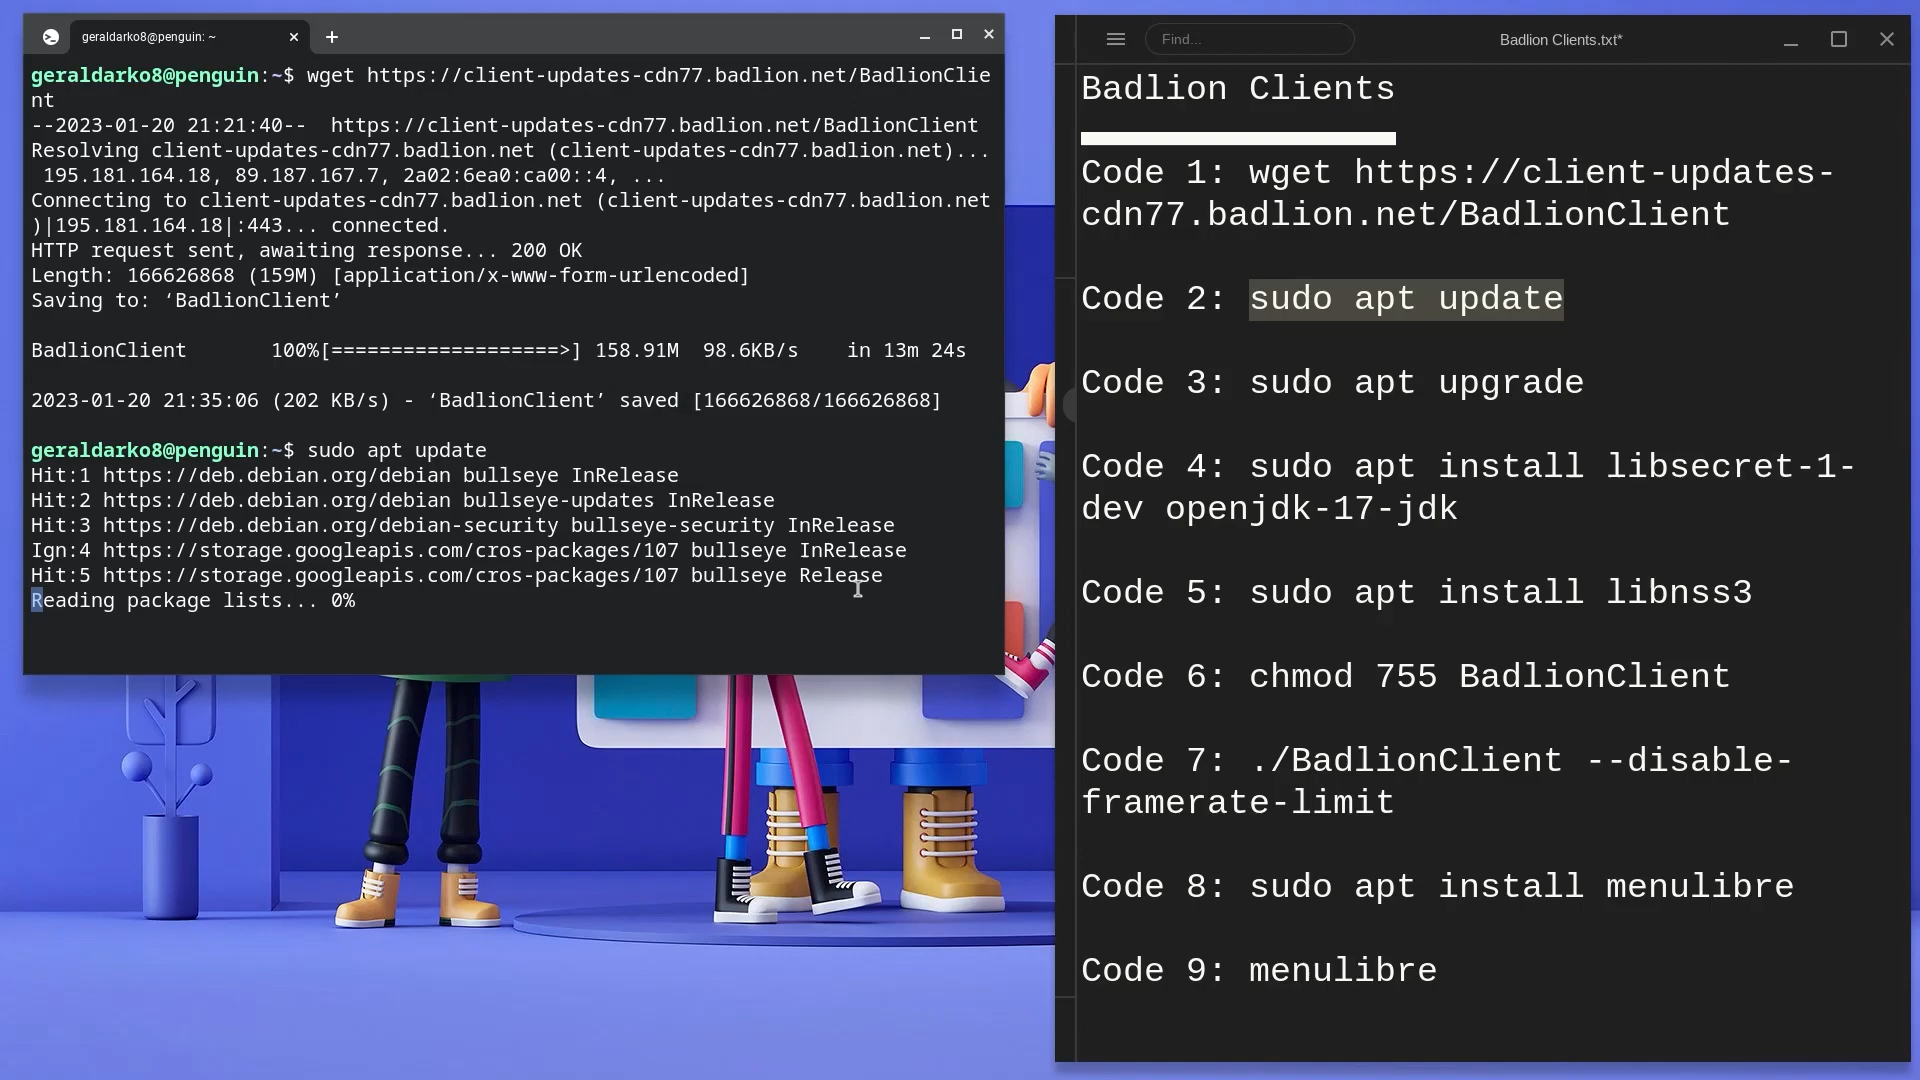 geraldarko8@penguin: ~
geraldarko8@penguin:~$ wget https://client-updates-cdn77.badlion.net/BadlionClie
nt
--2023-01-20 21:21:40--  https://client-updates-cdn77.badlion.net/BadlionClient
Resolving client-updates-cdn77.badlion.net (client-updates-cdn77.badlion.net)...
 195.181.164.18, 89.187.167.7, 2a02:6ea0:ca00::4, ...
Connecting to client-updates-cdn77.badlion.net (client-updates-cdn77.badlion.net
)|195.181.164.18|:443... connected.
HTTP request sent, awaiting response... 200 OK
Length: 166626868 (159M) [application/x-www-form-urlencoded]
Saving to: ‘BadlionClient’
BadlionClient       100%[===================>] 158.91M  98.6KB/s    in 13m 24s
2023-01-20 21:35:06 (202 KB/s) - ‘BadlionClient’ saved [166626868/166626868]
geraldarko8@penguin:~$ sudo apt update
Hit:1 https://deb.debian.org/debian bullseye InRelease
Hit:2 https://deb.debian.org/debian bullseye-updates InRelease
Hit:3 https://deb.debian.org/debian-security bullseye-security InRelease
Ign:4 https://storage.googleapis.com/cros-packages/107 bullseye InRelease
Hit:5 https://storage.googleapis.com/cros-packages/107 bullseye Release
Reading package lists... 0%
Find...
Badlion Clients.txt*
Badlion Clients
Code 1: wget https://client-updates-
cdn77.badlion.net/BadlionClient
Code 2: sudo apt update
Code 3: sudo apt upgrade
Code 4: sudo apt install libsecret-1-
dev openjdk-17-jdk
Code 5: sudo apt install libnss3
Code 6: chmod 755 BadlionClient
Code 7: ./BadlionClient --disable-
framerate-limit
Code 8: sudo apt install menulibre
Code 9: menulibre